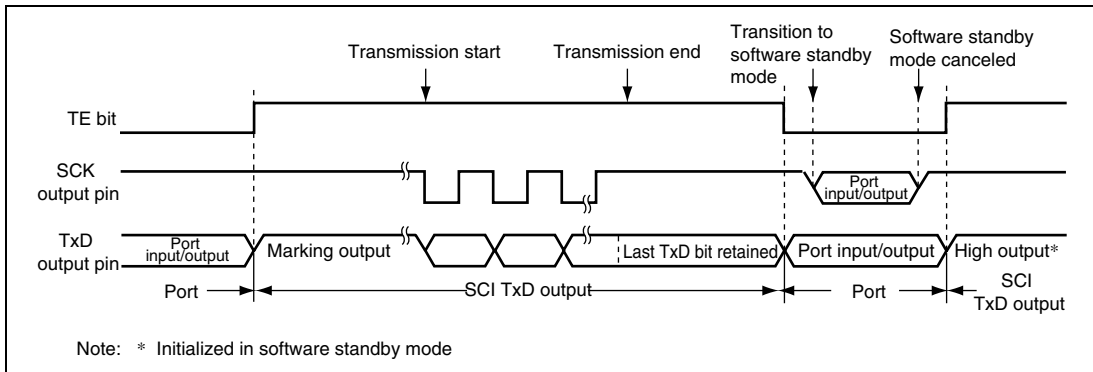 Transmission start
Transmission end
Transition to
software standby
mode
Software standby
mode canceled
TE bit
SCK
output pin
Port
input/output
TxD
output pin
Port
input/output
Marking output
Last TxD bit retained
Port input/output
High output*
Port
SCI TxD output
Port
SCI
TxD output
Note: * Initialized in software standby mode